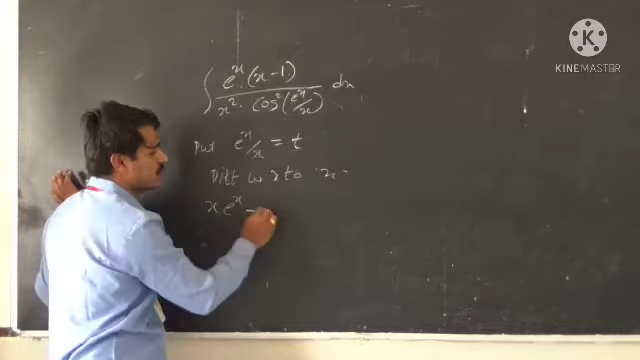 ∫ e^x · (x-1) / x² · cos² (e^x/x) dx
Put e^x/x = t
Diff w r to x -
x e^x -
K
KINEMASTER